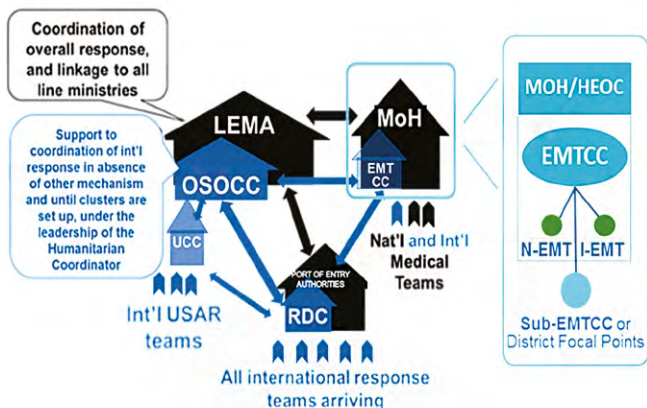 Coordination of
overall response,
and linkage to all
line ministries
Support to
coordination of int'l
response in absence
of other mechanism
and until clusters are
set up, under the
leadership of the
Humanitarian
Coordinator
LEMA
OSOCC
UCC
Int'l USAR
teams
MoH
EMT
CC
Nat'l and Int'l
Medical
Teams
PORT OF ENTRY
AUTHORITIES
RDC
All international response
teams arriving
MOH/HEOC
EMTCC
N-EMT I-EMT
Sub-EMTCC or
District Focal Points